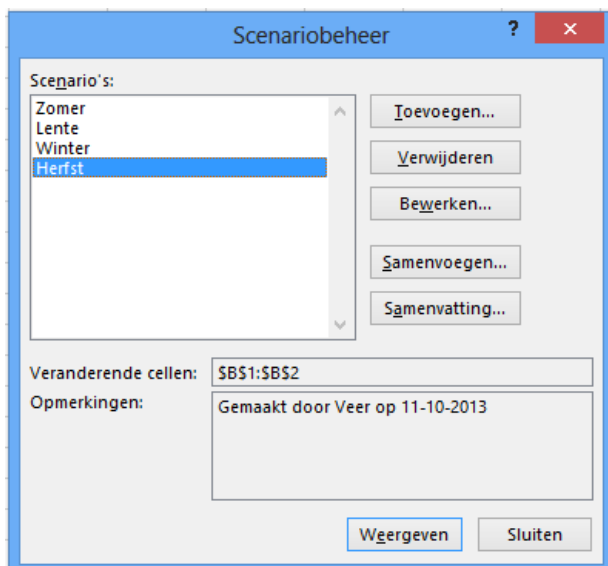 Scenariobeheer
?
×
Scenario's:
Zomer
Lente
Winter
Herfst
Toevoegen...
Verwijderen
Bewerken...
Samenvoegen...
Samenvatting...
Veranderende cellen:
$B$1:$B$2
Opmerkingen:
Gemaakt door Veer op 11-10-2013
Weergeven
Sluiten